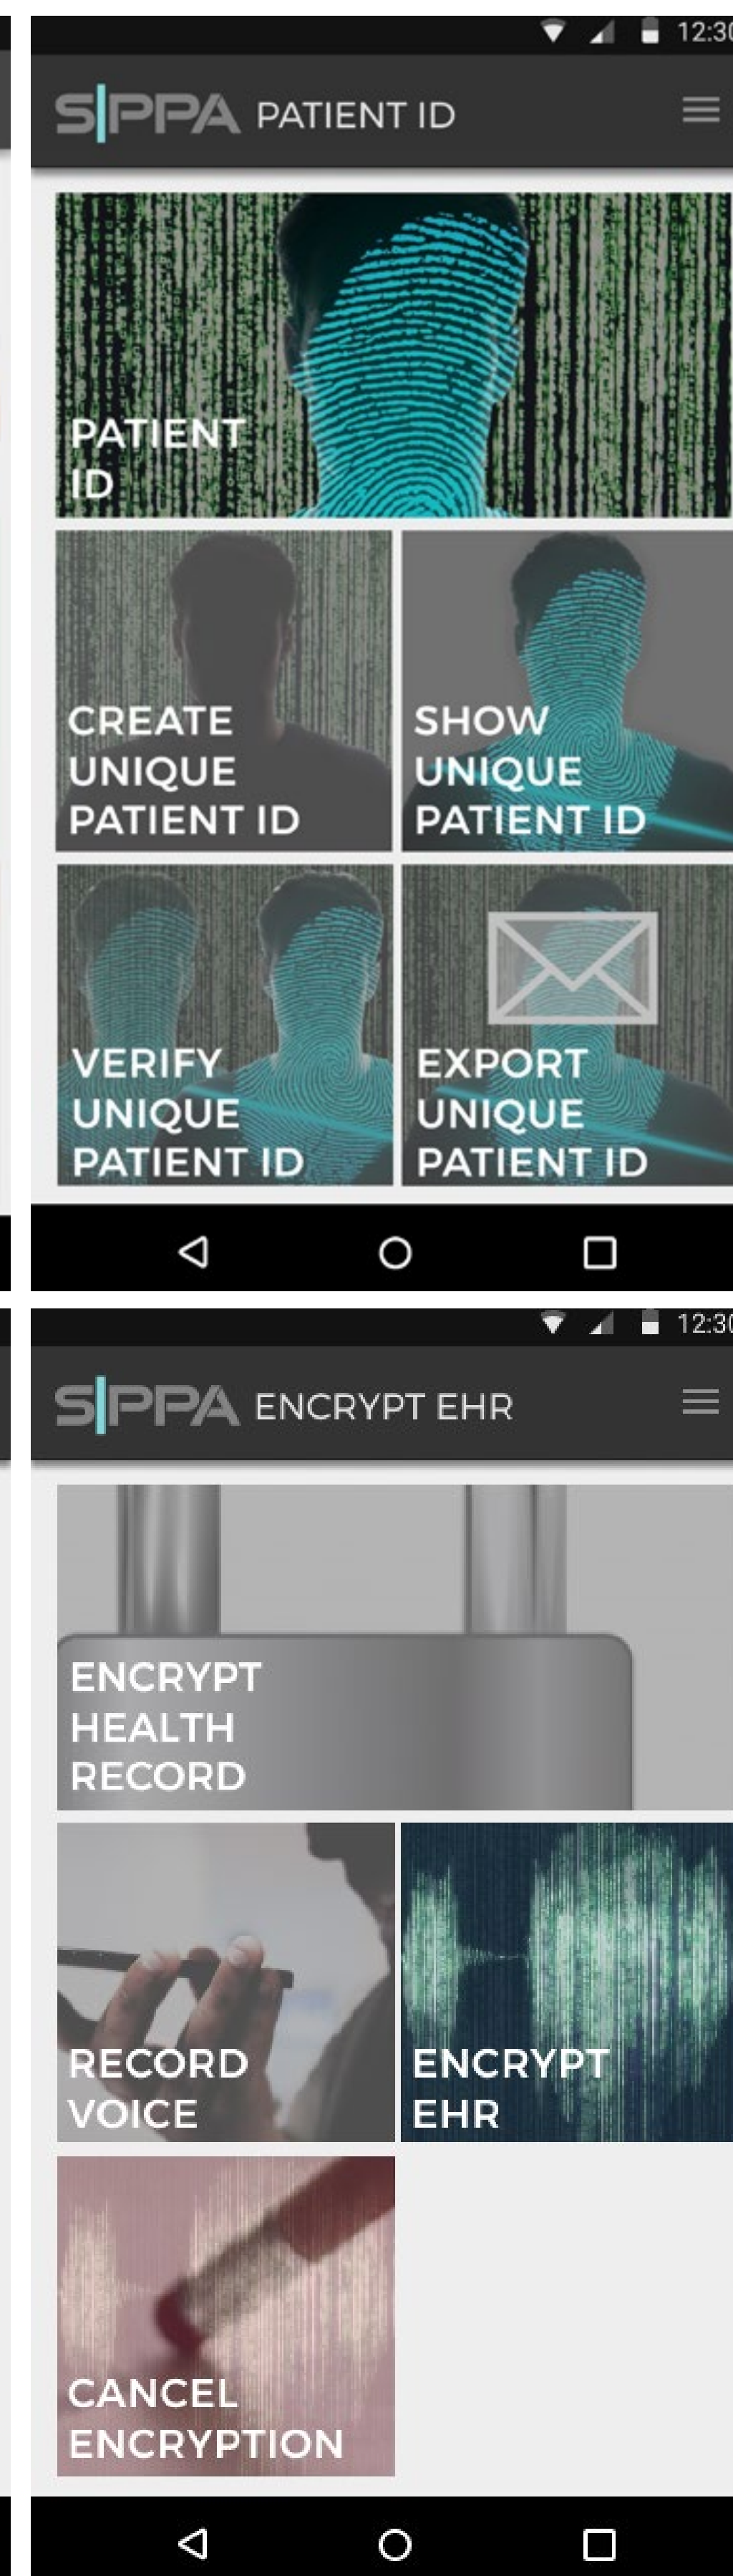 12:30
SIPPA PATIENT ID
PATIENT
ID
CREATE
UNIQUE
PATIENT ID
SHOW
UNIQUE
PATIENT ID
VERIFY
UNIQUE
PATIENT ID
EXPORT
UNIQUE
PATIENT ID
12:30
SIPPA ENCRYPT EHR
ENCRYPT
HEALTH
RECORD
RECORD
VOICE
ENCRYPT
EHR
CANCEL
ENCRYPTION